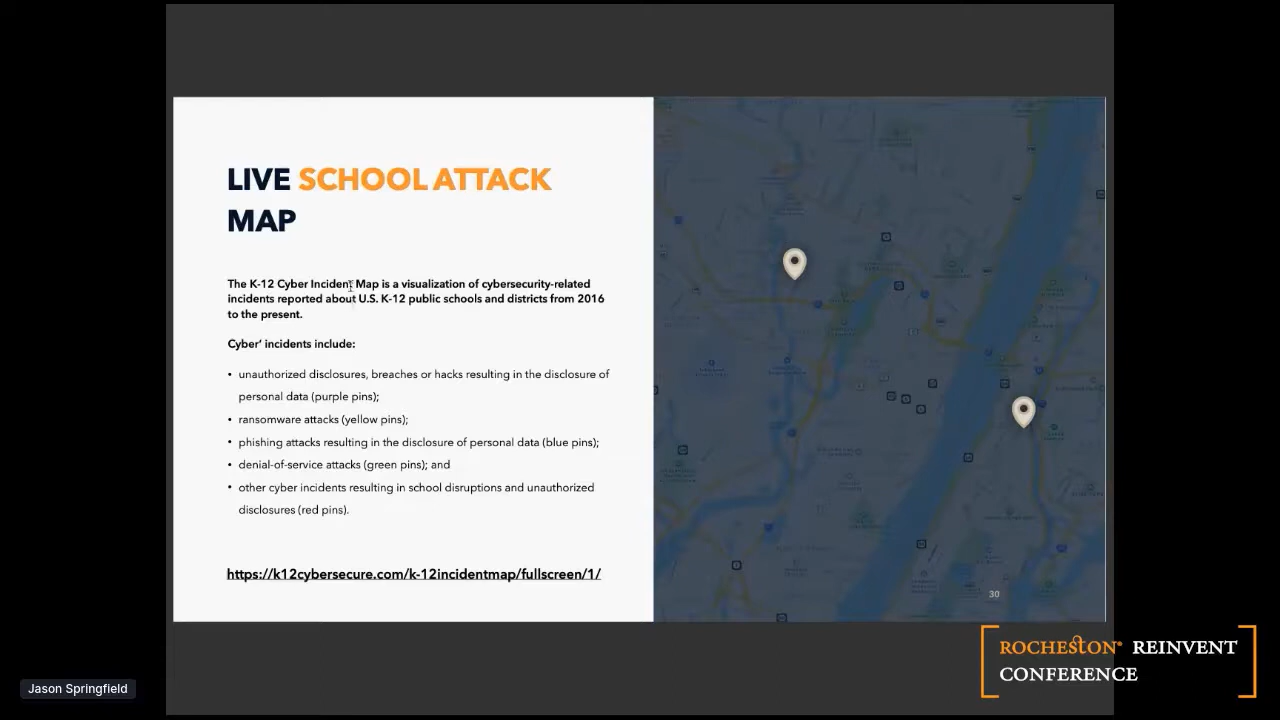 LIVE SCHOOL ATTACK
MAP
The K-12 Cyber Incident Map is a visualization of cybersecurity-related
incidents reported about U.S. K-12 public schools and districts from 2016
to the present.
Cyber’ incidents include:
• unauthorized disclosures, breaches or hacks resulting in the disclosure of
personal data (purple pins);
• ransomware attacks (yellow pins);
• phishing attacks resulting in the disclosure of personal data (blue pins);
• denial-of-service attacks (green pins); and
• other cyber incidents resulting in school disruptions and unauthorized
disclosures (red pins).
https://k12cybersecure.com/k-12incidentmap/fullscreen/1/
30
ROCHESTON® REINVENT
CONFERENCE
Jason Springfield